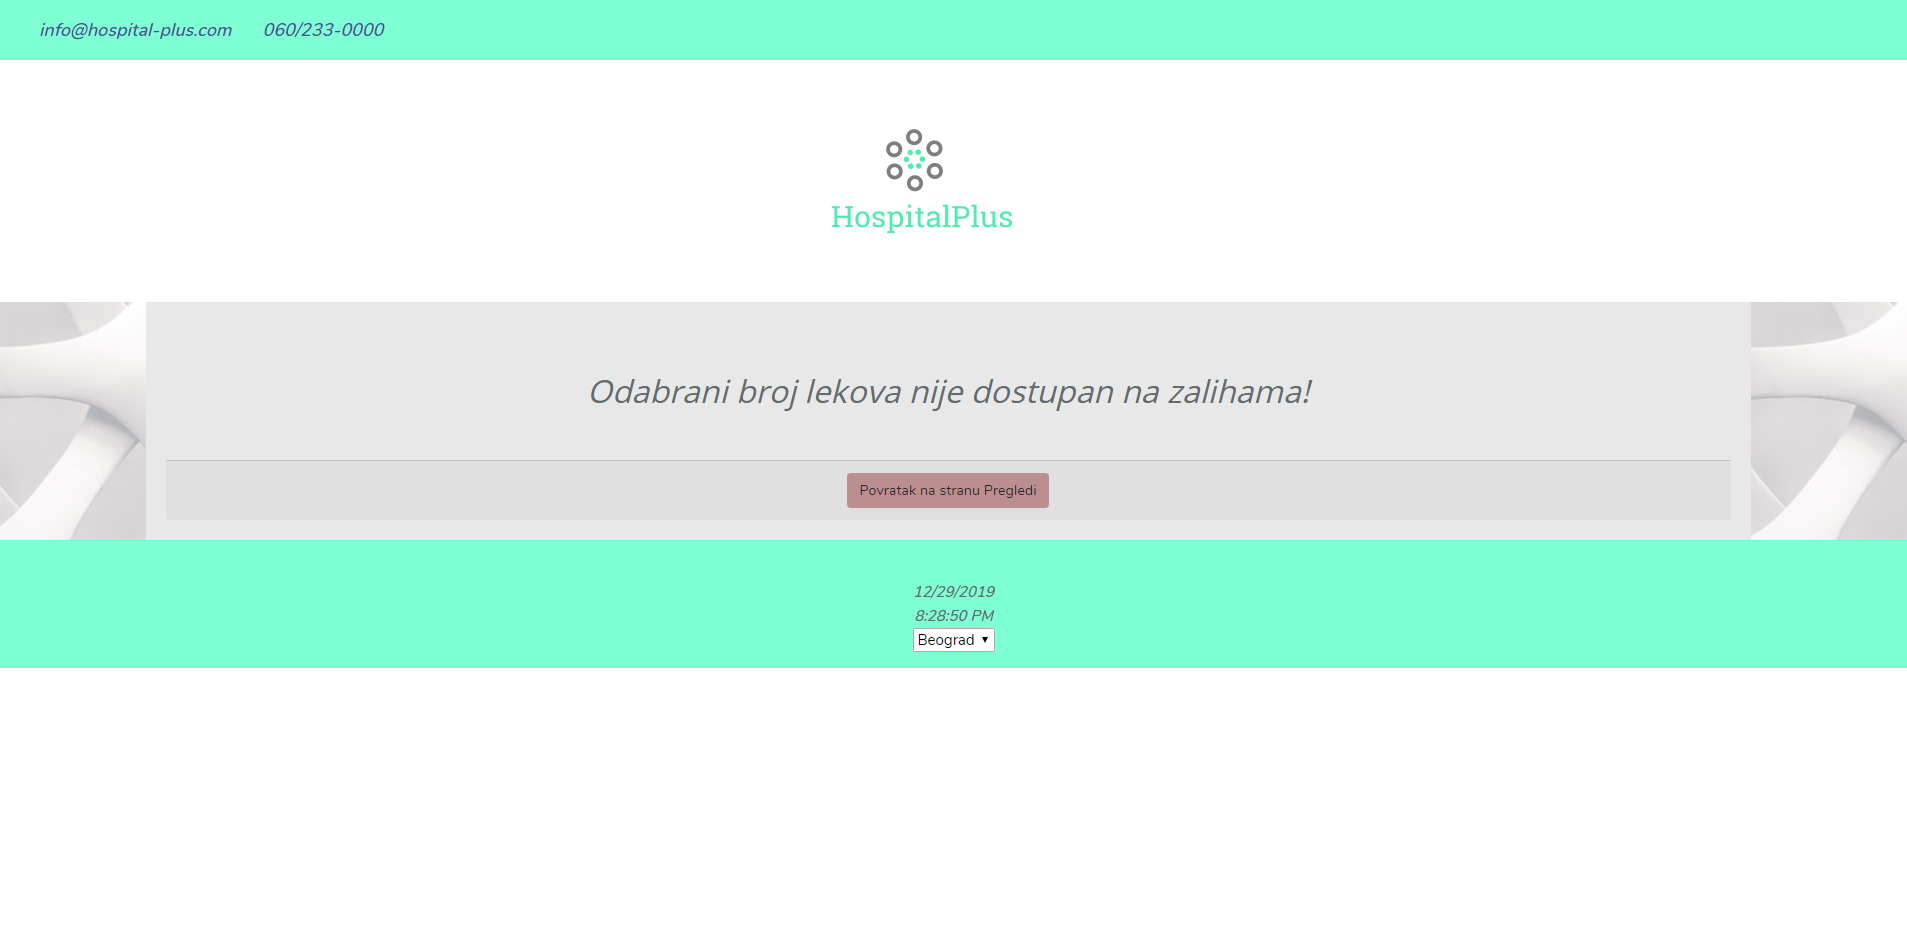 info@hospital-plus.com 060/233-0000
HospitalPlus
Odabrani broj lekova nije dostupan na zalihama!
Povratak na stranu Pregledi
12/29/2019
8:28:50 PM
Beograd